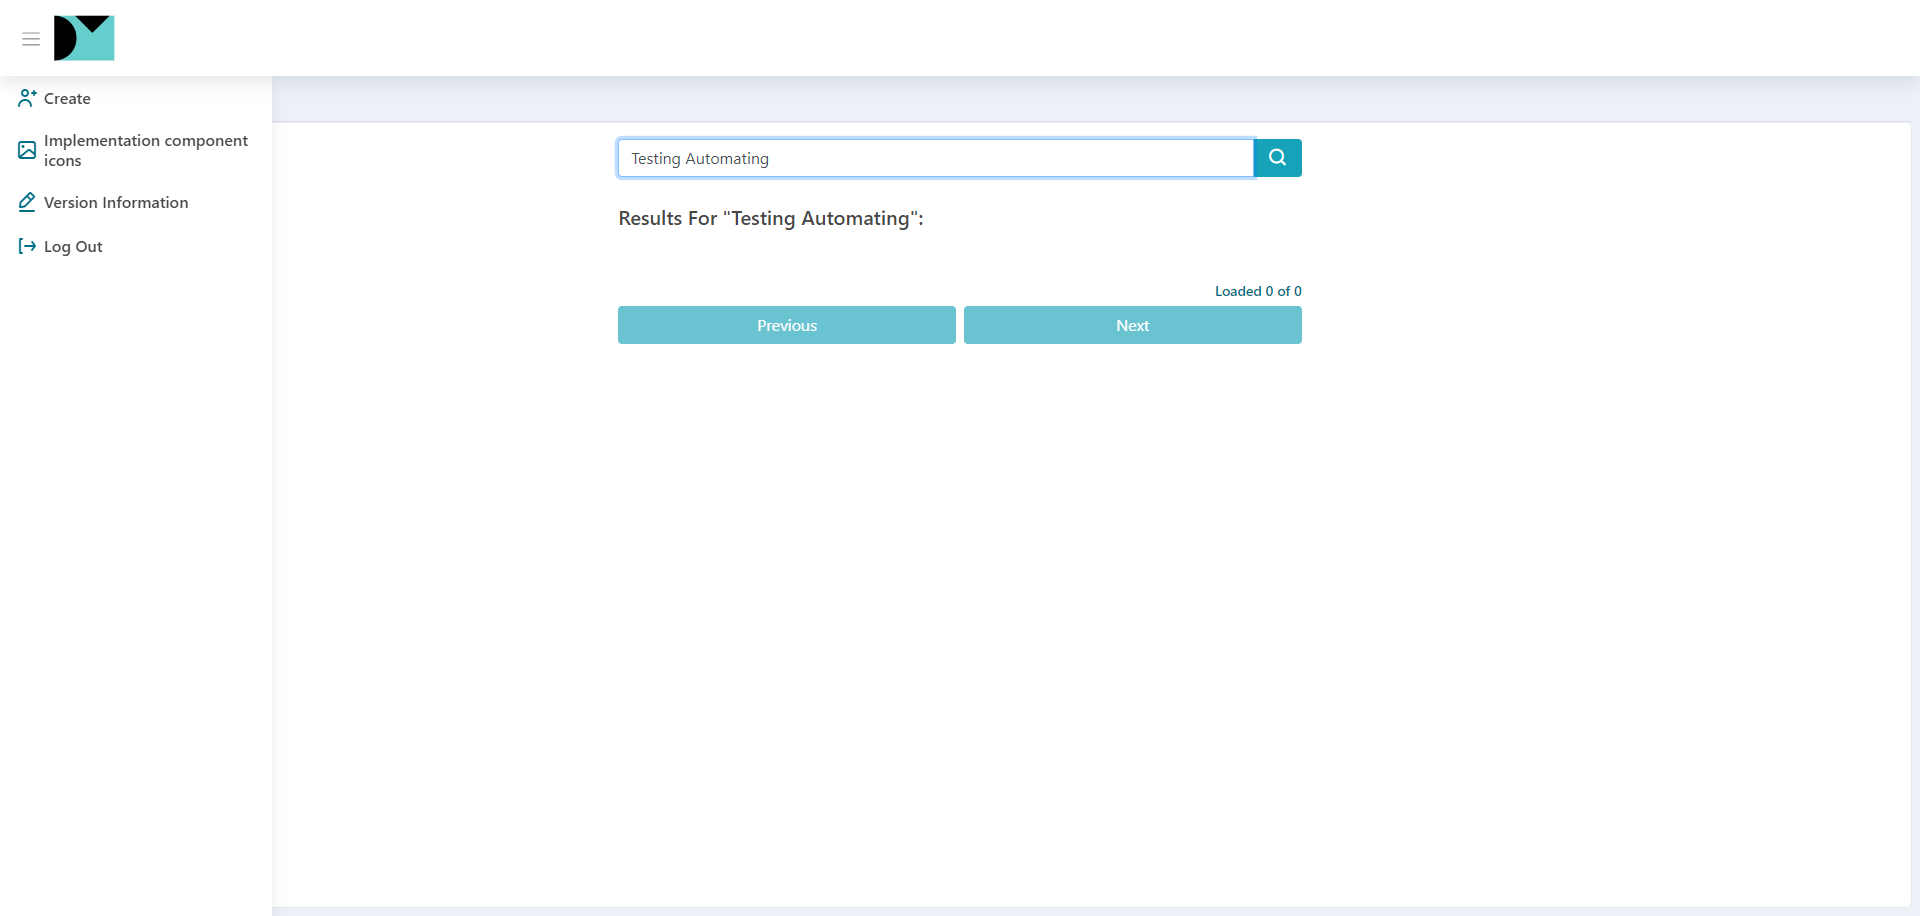 Create
Implementation component
icons
Version Information
Log Out
Testing Automating
Results For "Testing Automating":
Loaded 0 of 0
Previous
Next